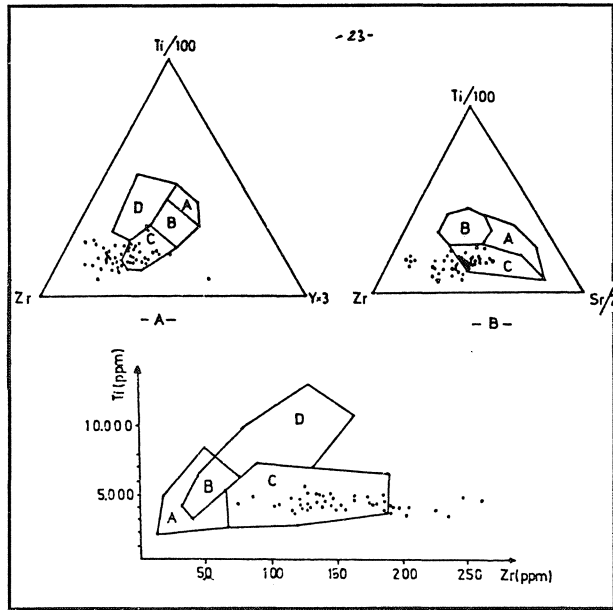 - 23 -
Ti/100
D
A
B
C
Zr
Y×3
- A -
Ti/100
B
A
C
Zr
Sr/
- B -
Ti(ppm)
10.000
5,000
D
C
B
A
50
100
150
200
250
Zr(ppm)